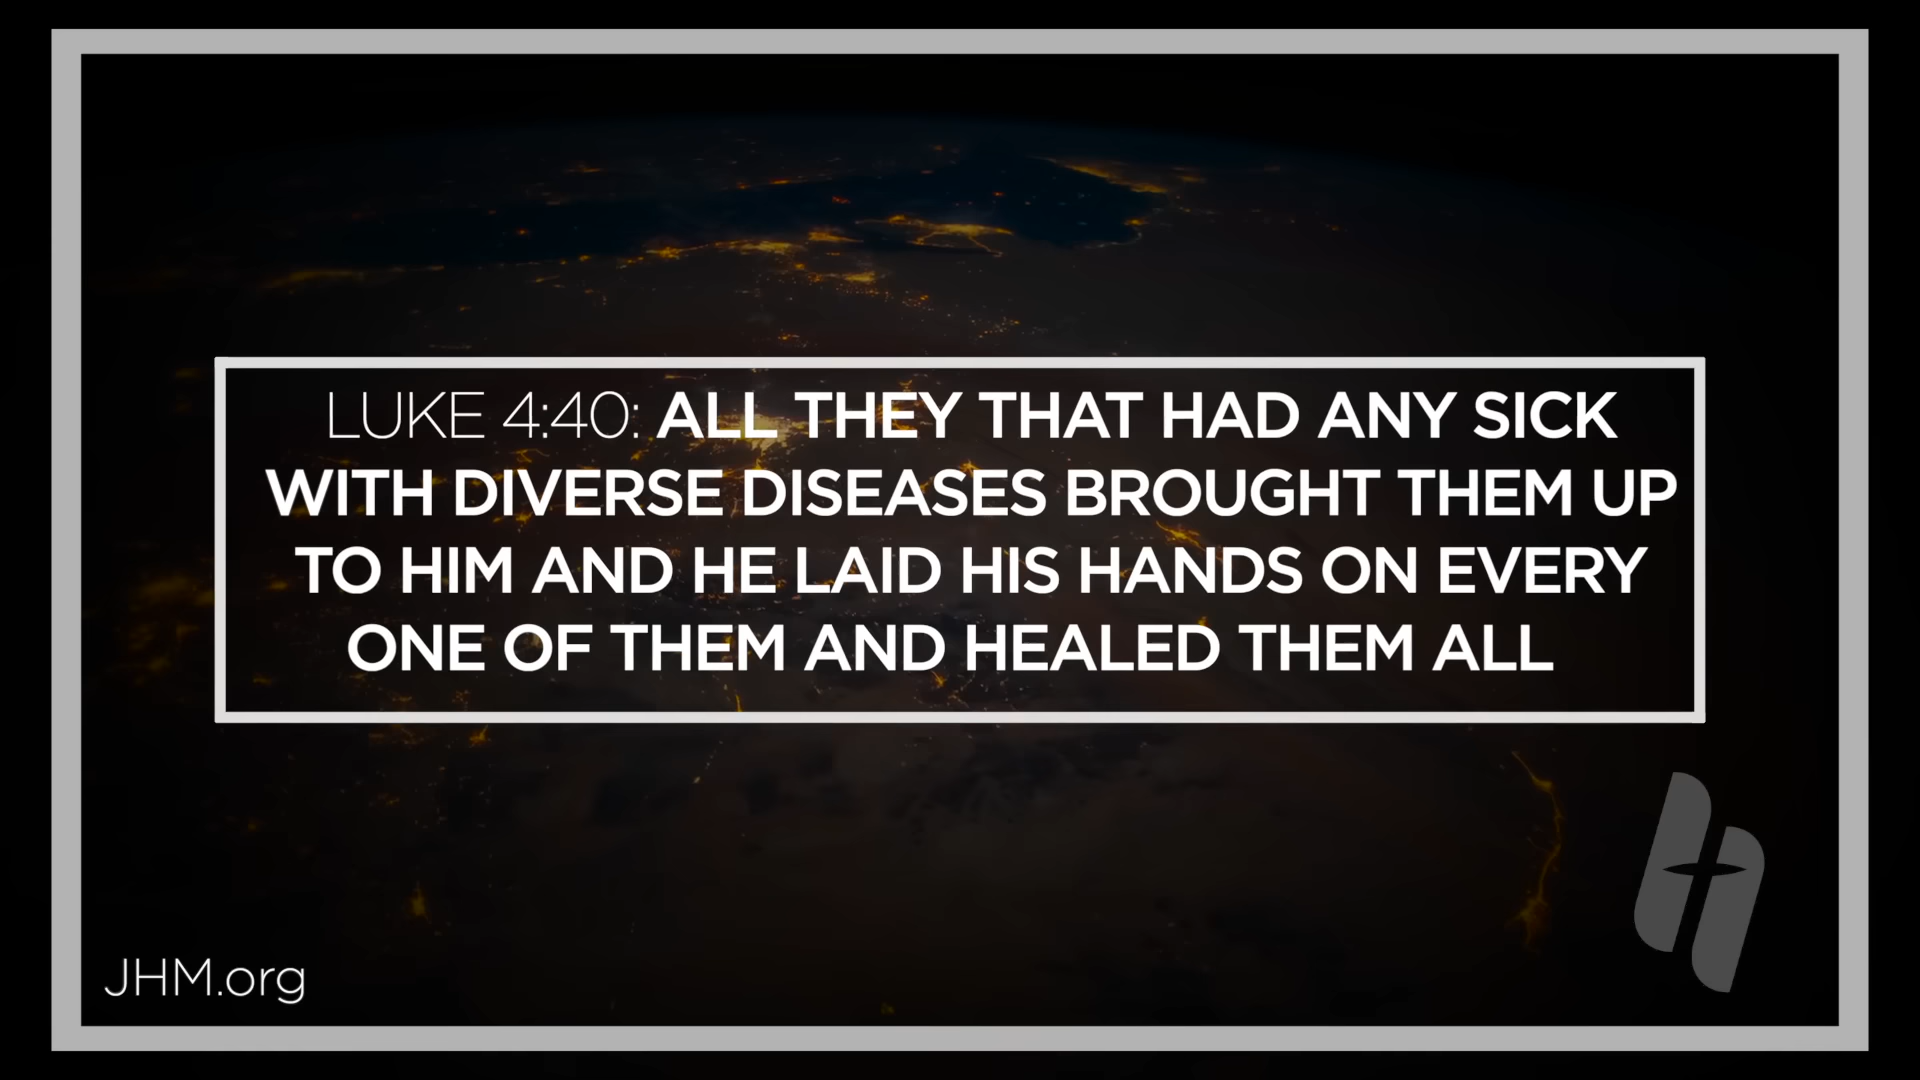 LUKE 4:40: ALL THEY THAT HAD ANY SICK
WITH DIVERSE DISEASES BROUGHT THEM UP
TO HIM AND HE LAID HIS HANDS ON EVERY
ONE OF THEM AND HEALED THEM ALL
JHM.org